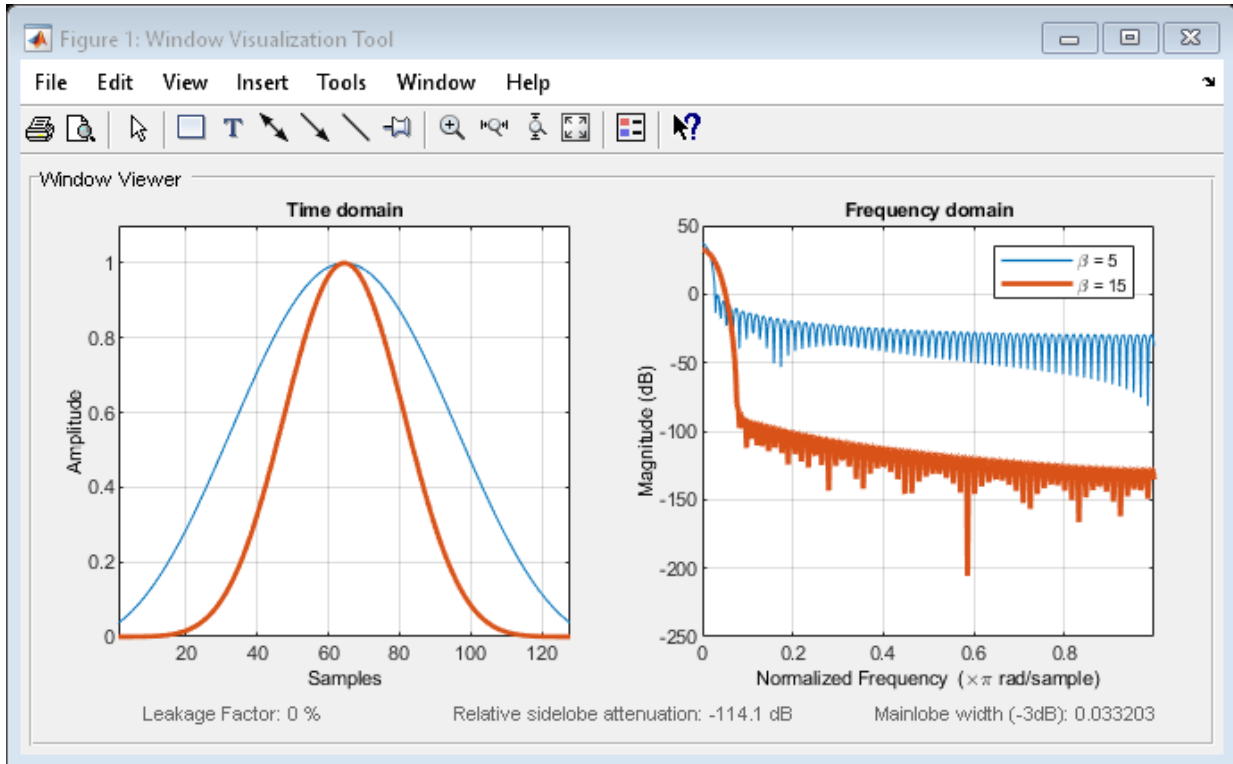 Figure 1: Window Visualization Tool
File Edit View Insert Tools Window Help
T
?
Window Viewer
Time domain
1
0.8
0.6
0.4
0.2
0
Amplitude
20 40 60 80 100 120
Samples
Frequency domain
50
0
-50
-100
-150
-200
-250
Magnitude (dB)
β = 5
β = 15
0 0.2 0.4 0.6 0.8
Normalized Frequency (×π rad/sample)
Leakage Factor: 0 %
Relative sidelobe attenuation: -114.1 dB
Mainlobe width (-3dB): 0.033203